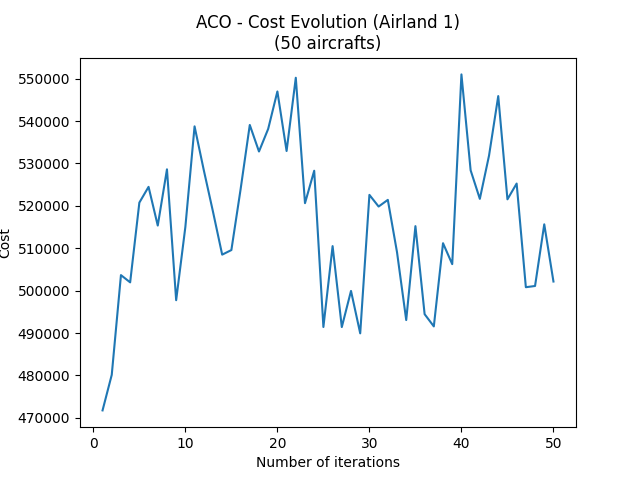 ACO - Cost Evolution (Airland 1)
(50 aircrafts)
550000
540000
530000
520000
510000
500000
490000
480000
470000
Cost
0 10 20 30 40 50
Number of iterations